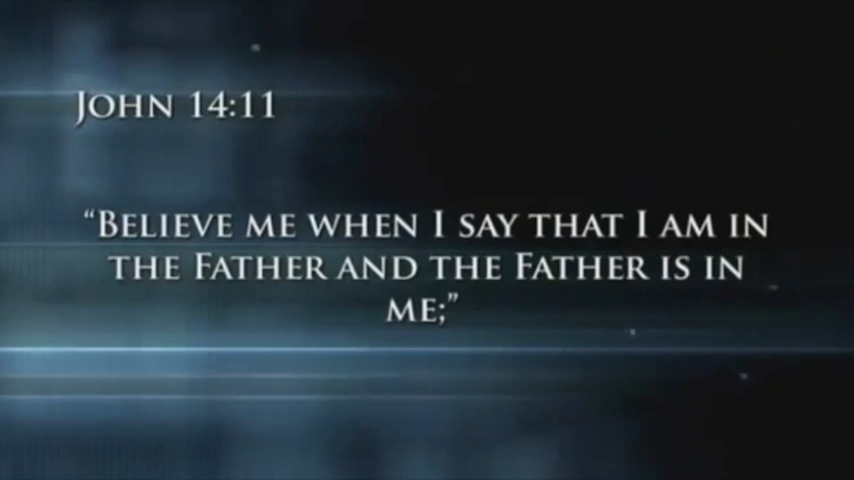 John 14:11
“Believe me when I say that I am in
the Father and the Father is in
me;”